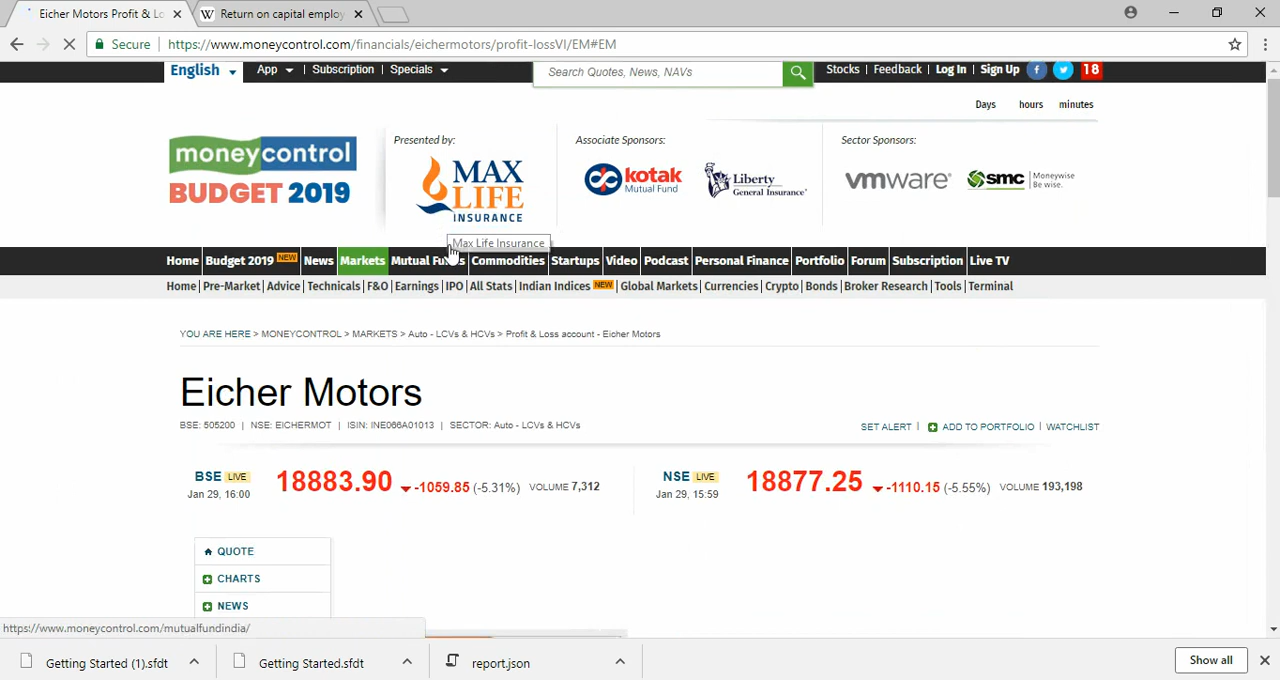 Eicher Motors Profit & Lo
Return on capital employ
Secure
https://www.moneycontrol.com/financials/eichermotors/profit-lossVI/EM#EM
English App | Subscription | Specials
Search Quotes, News, NAVs
Stocks | Feedback | Log In | Sign Up 18
Days hours minutes
moneycontrol
BUDGET 2019
Presented by:
MAX
LIFE
INSURANCE
Associate Sponsors:
kotak
Mutual Fund
Liberty
General Insurance
Sector Sponsors:
vmware
smc Moneywise
Be wise.
Max Life Insurance
Home Budget 2019 NEW News Markets Mutual Funds Commodities Startups Video Podcast Personal Finance Portfolio Forum Subscription Live TV
Home | Pre-Market | Advice | Technicals | F&O | Earnings | IPO | All Stats | Indian Indices NEW | Global Markets | Currencies | Crypto | Bonds | Broker Research | Tools | Terminal
YOU ARE HERE > MONEYCONTROL > MARKETS > Auto - LCVs & HCVs > Profit & Loss account - Eicher Motors
Eicher Motors
BSE: 505200 | NSE: EICHERMOT | ISIN: INE066A01013 | SECTOR: Auto - LCVs & HCVs
SET ALERT | ADD TO PORTFOLIO | WATCHLIST
BSE LIVE
Jan 29, 16:00
18883.90 -1059.85 (-5.31%) VOLUME 7,312
NSE LIVE
Jan 29, 15:59
18877.25 -1110.15 (-5.55%) VOLUME 193,198
QUOTE
CHARTS
NEWS
https://www.moneycontrol.com/mutualfundindia/
Getting Started (1).sfdt
Getting Started.sfdt
report.json
Show all